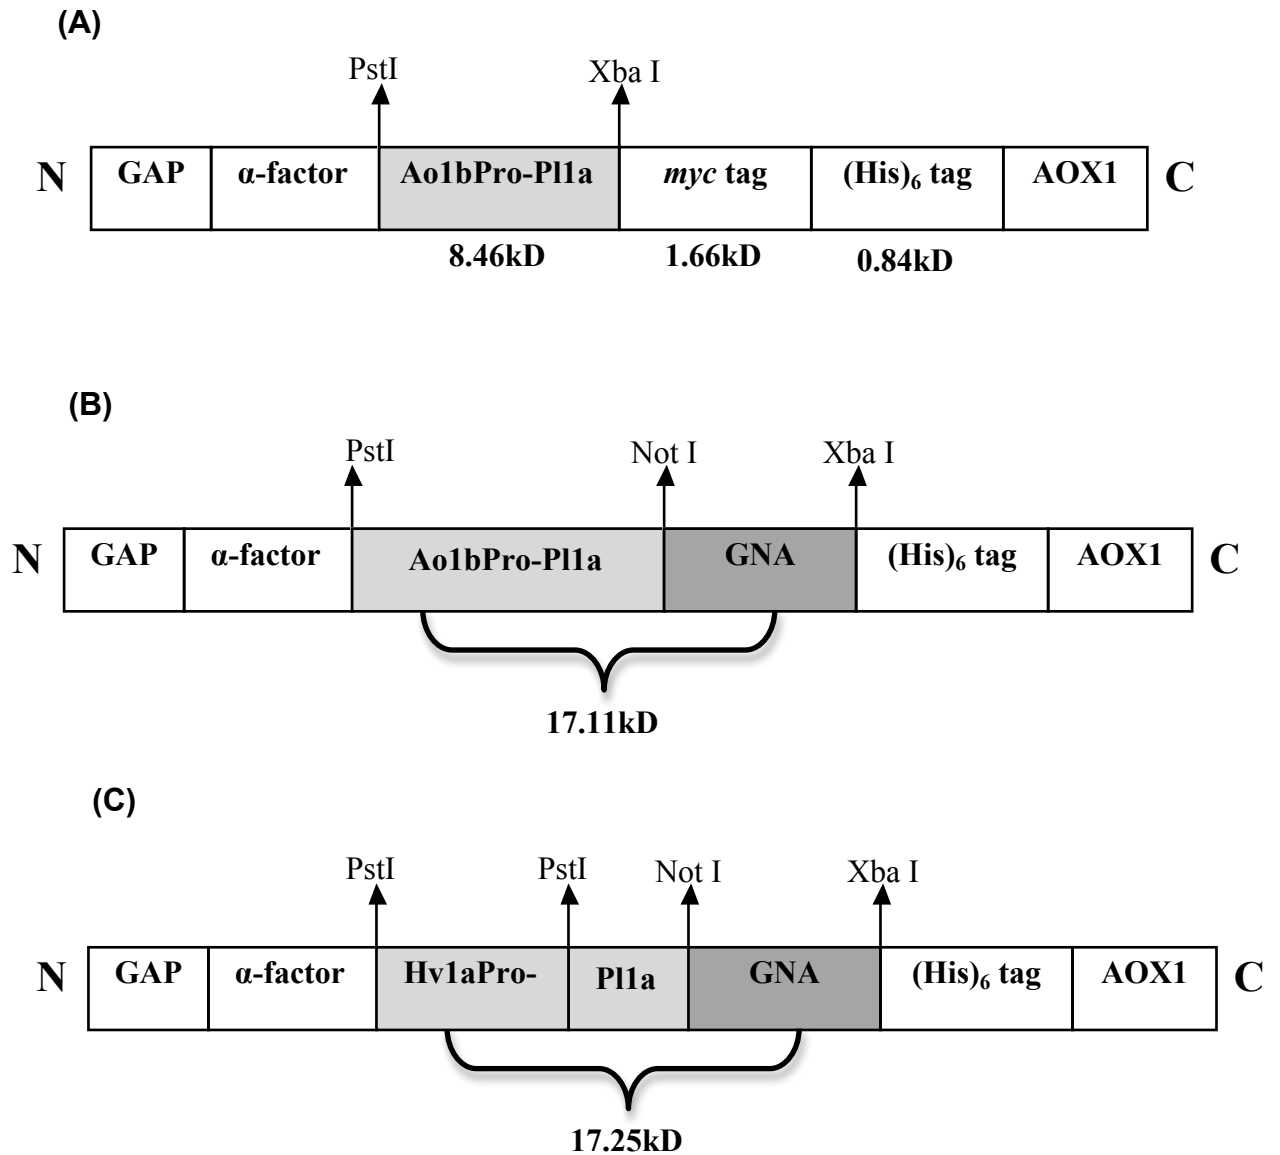 (A)
PstI Xba I
N GAP α-factor Ao1bPro-Pl1a myc tag (His)₆ tag AOX1 C
8.46kD 1.66kD 0.84kD
(B)
PstI Not I Xba I
N GAP α-factor Ao1bPro-Pl1a GNA (His)₆ tag AOX1 C
17.11kD
(C)
PstI PstI Not I Xba I
N GAP α-factor Hv1aPro- Pl1a GNA (His)₆ tag AOX1 C
17.25kD